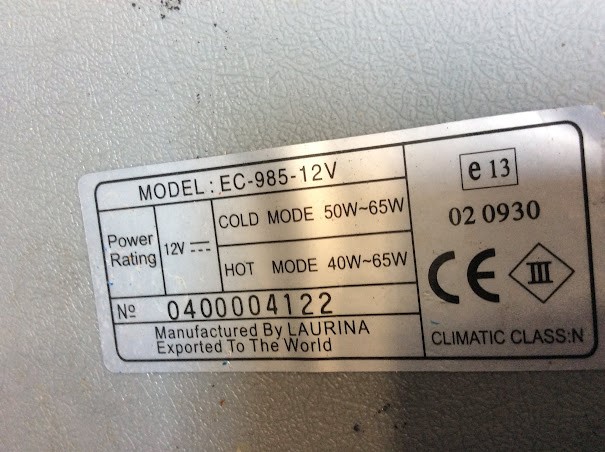 MODEL : EC-985-12V
Power Rating
12V
COLD MODE 50W~65W
HOT MODE 40W~65W
Nº 0400004122
Manufactured By LAURINA
Exported To The World
e 13
02 0930
CE
III
CLIMATIC CLASS:N